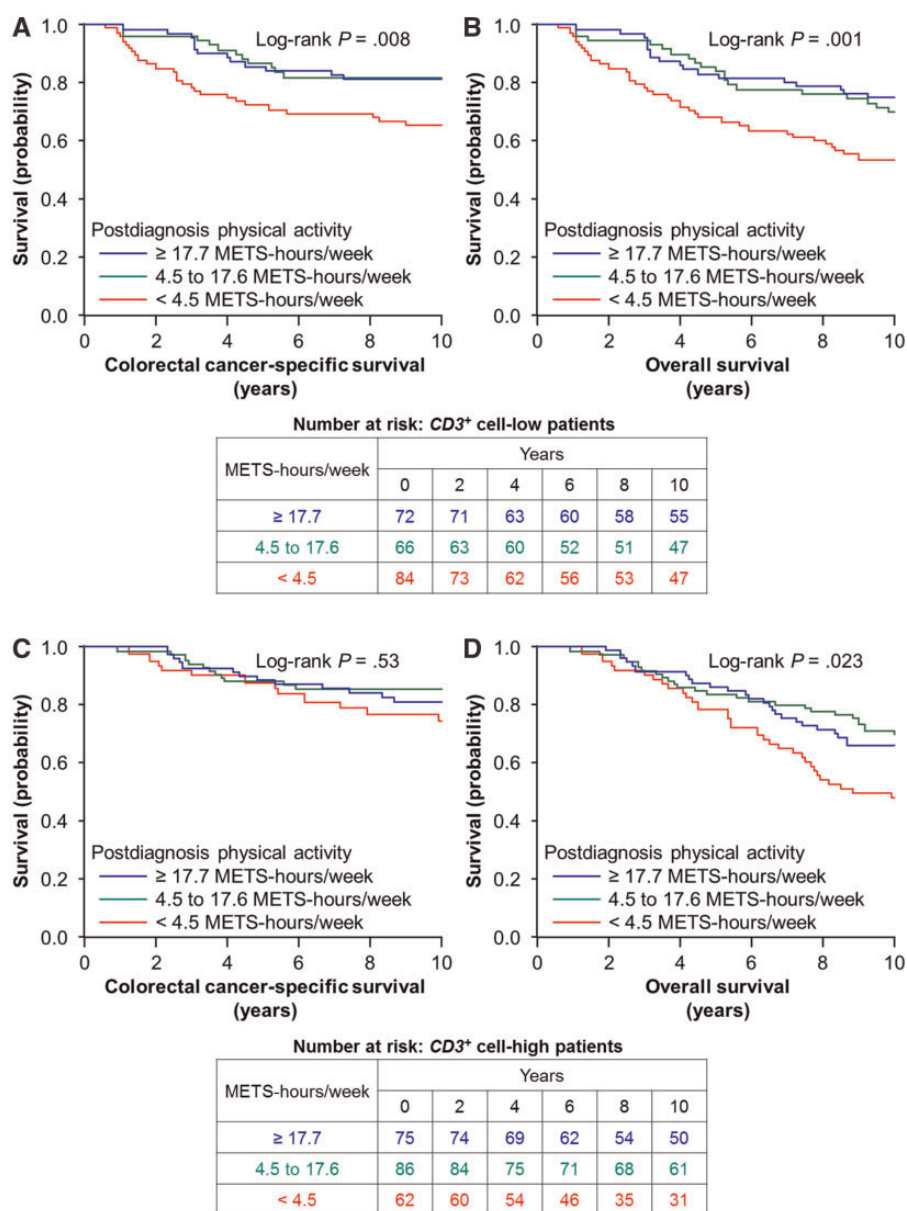 A
B
Log-rank P = .008
Log-rank P = .001
Survival (probability)
1.0
0.8
0.6
0.4
0.2
0.0
Postdiagnosis physical activity
≥ 17.7 METS-hours/week
4.5 to 17.6 METS-hours/week
< 4.5 METS-hours/week
0 2 4 6 8 10
Colorectal cancer-specific survival
(years)
Survival (probability)
1.0
0.8
0.6
0.4
0.2
0.0
Postdiagnosis physical activity
≥ 17.7 METS-hours/week
4.5 to 17.6 METS-hours/week
< 4.5 METS-hours/week
0 2 4 6 8 10
Overall survival
(years)
Number at risk: CD3+ cell-low patients
METS-hours/week Years
0 2 4 6 8 10
≥ 17.7 72 71 63 60 58 55
4.5 to 17.6 66 63 60 52 51 47
< 4.5 84 73 62 56 53 47
C
D
Log-rank P = .53
Log-rank P = .023
Survival (probability)
1.0
0.8
0.6
0.4
0.2
0.0
Postdiagnosis physical activity
≥ 17.7 METS-hours/week
4.5 to 17.6 METS-hours/week
< 4.5 METS-hours/week
0 2 4 6 8 10
Colorectal cancer-specific survival
(years)
Survival (probability)
1.0
0.8
0.6
0.4
0.2
0.0
Postdiagnosis physical activity
≥ 17.7 METS-hours/week
4.5 to 17.6 METS-hours/week
< 4.5 METS-hours/week
0 2 4 6 8 10
Overall survival
(years)
Number at risk: CD3+ cell-high patients
METS-hours/week Years
0 2 4 6 8 10
≥ 17.7 75 74 69 62 54 50
4.5 to 17.6 86 84 75 71 68 61
< 4.5 62 60 54 46 35 31